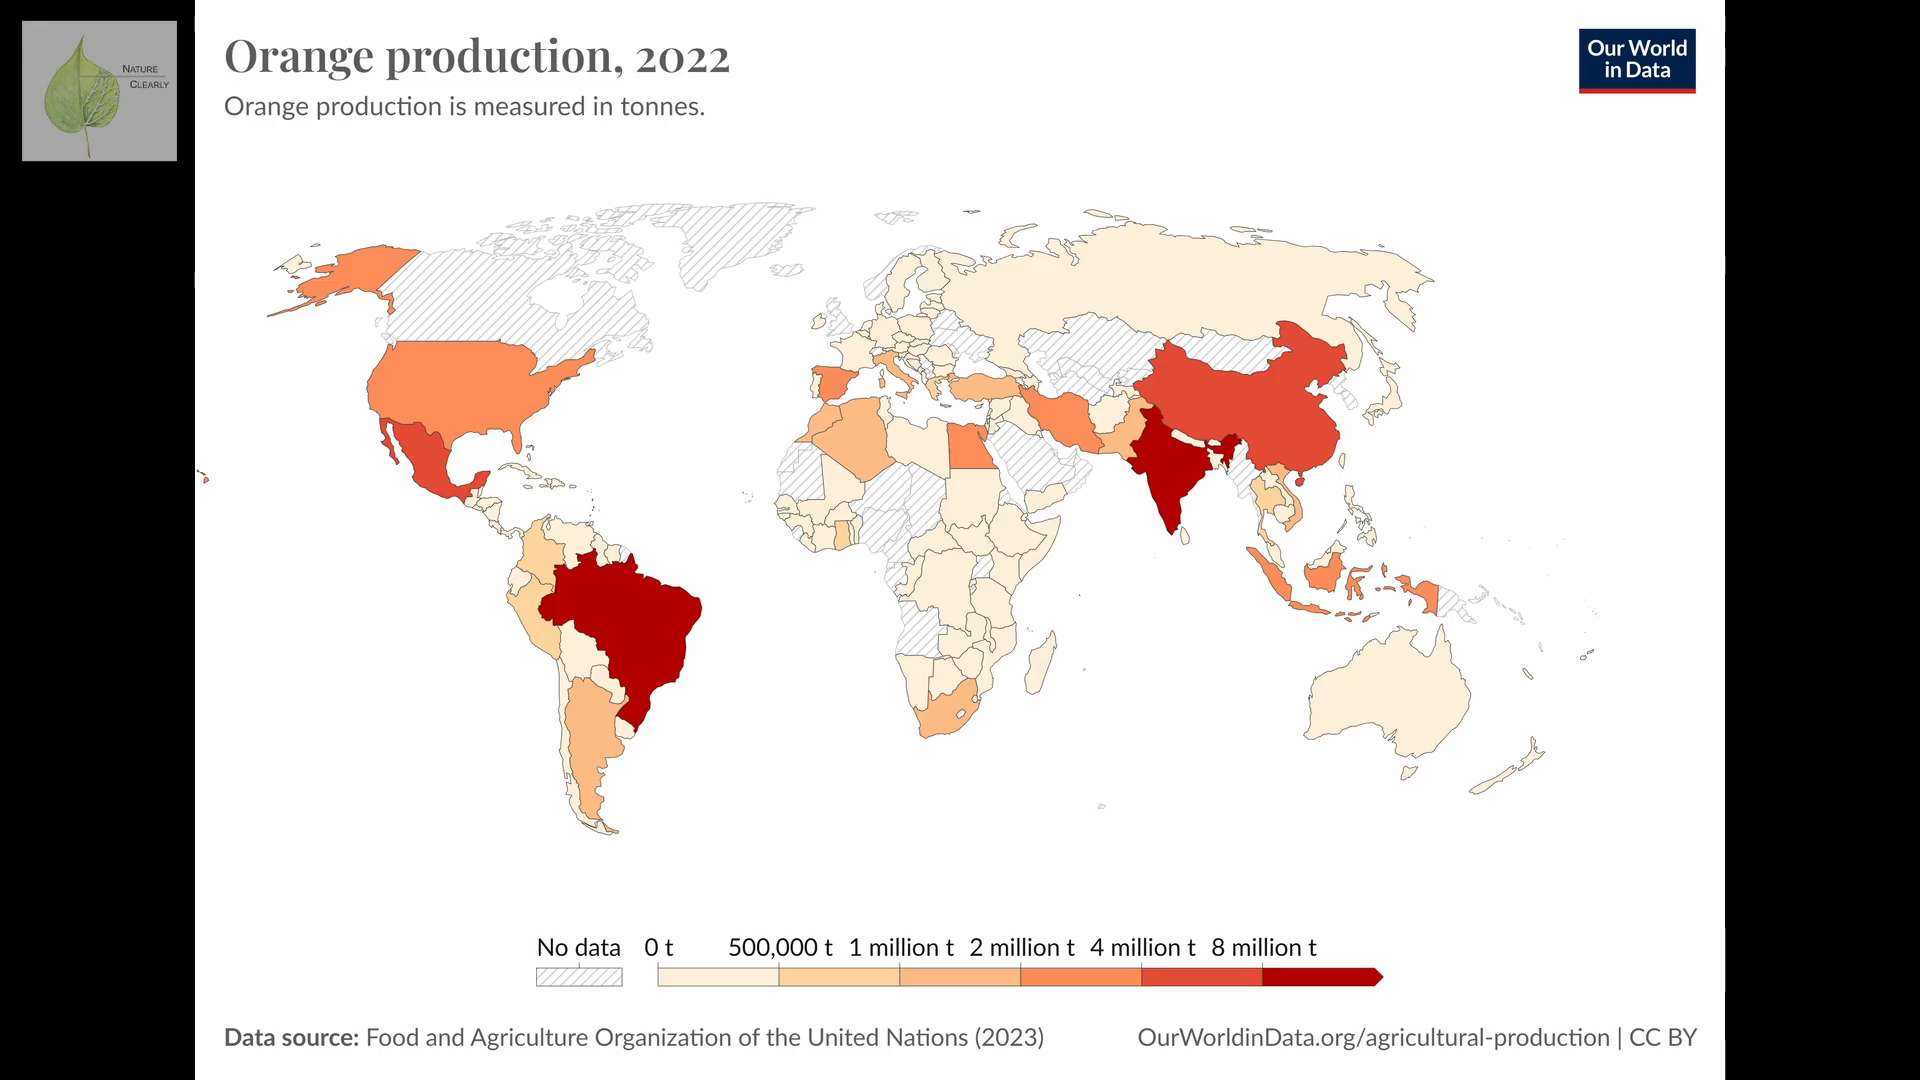 NATURE
CLEARLY
Orange production, 2022
Orange production is measured in tonnes.
Our World
in Data
No data 0 t 500,000 t 1 million t 2 million t 4 million t 8 million t
Data source: Food and Agriculture Organization of the United Nations (2023)
OurWorldinData.org/agricultural-production | CC BY